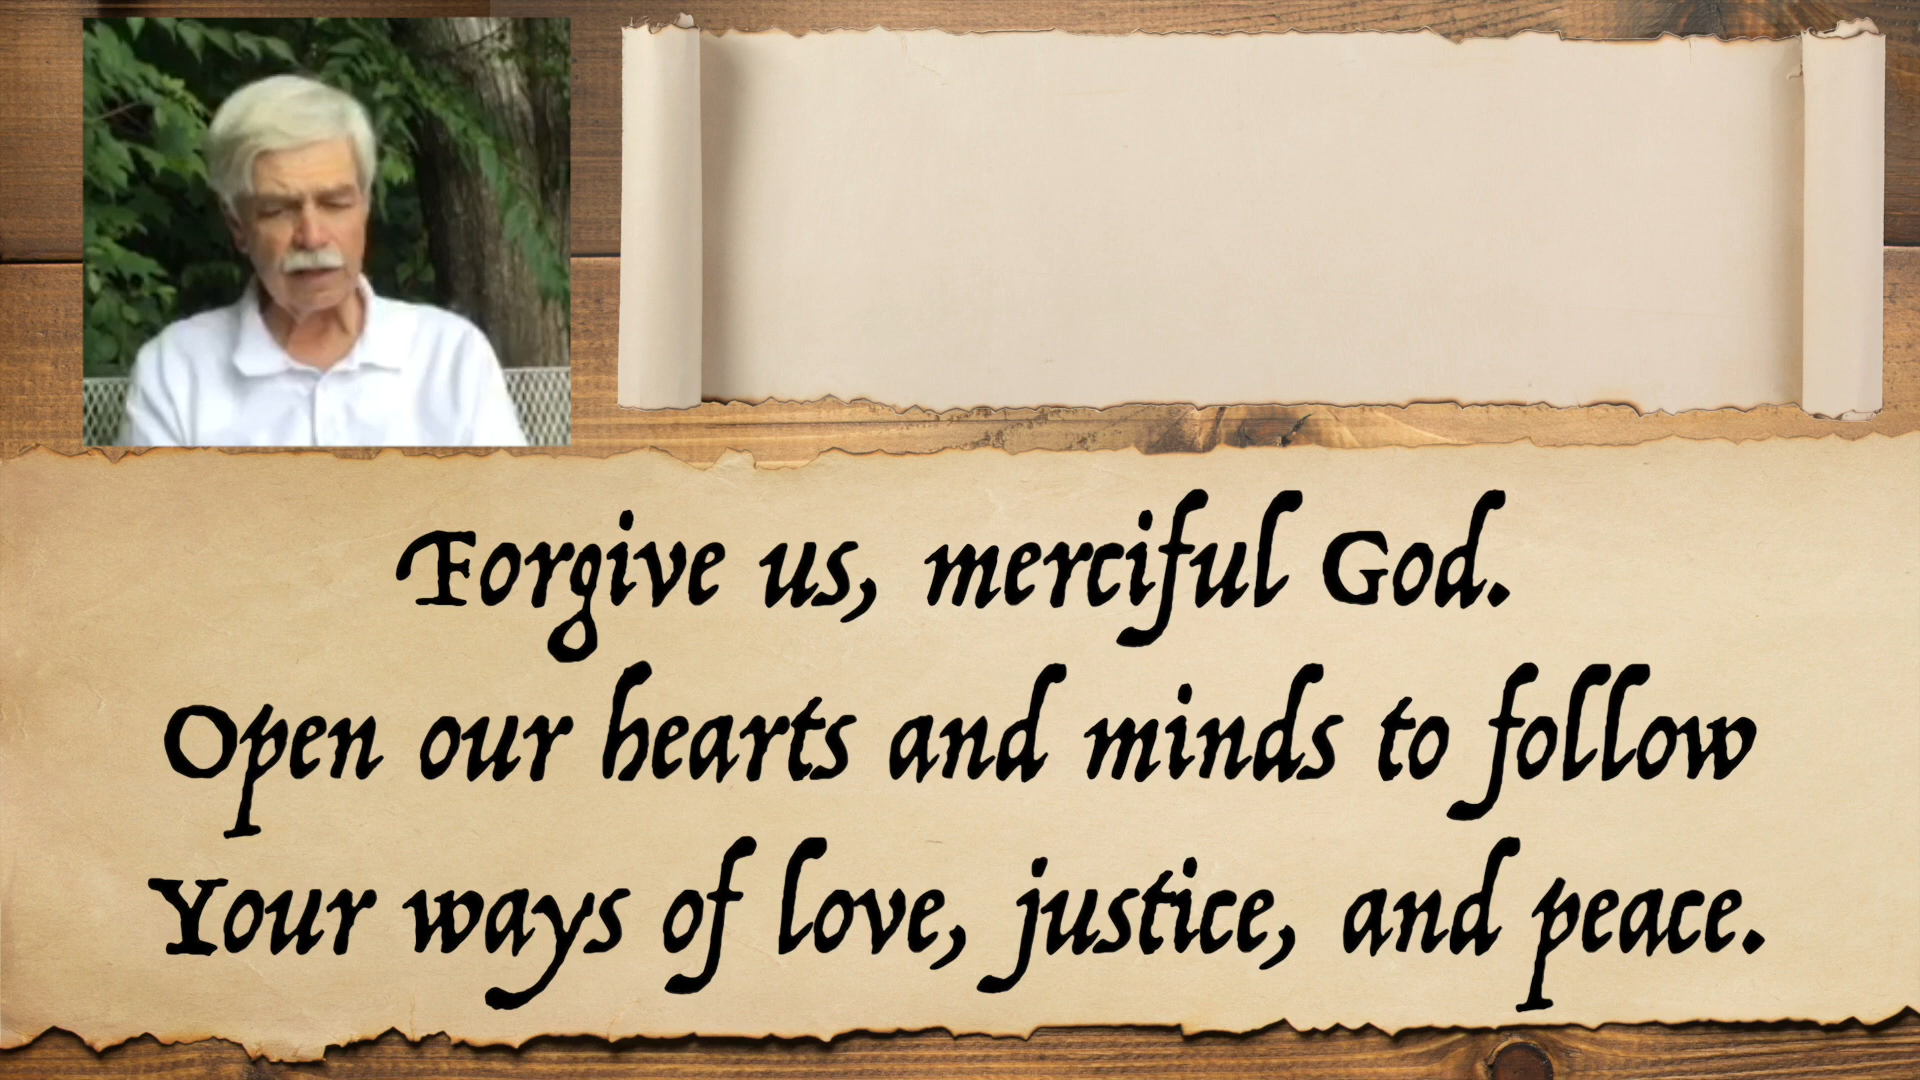 Forgive us, merciful God.
Open our hearts and minds to follow
Your ways of love, justice, and peace.